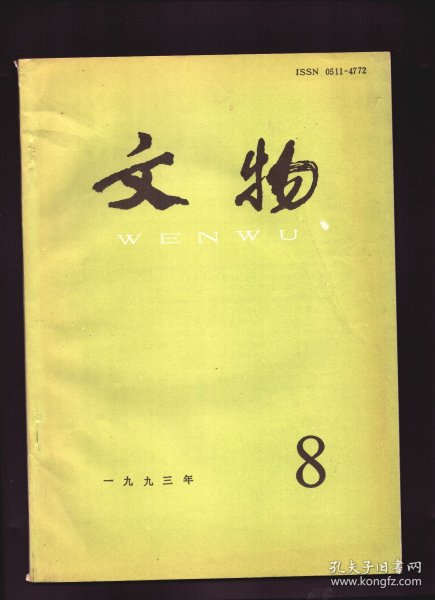 ISSN 0511-4772
文物
WENWU
一九九三年
8
孔夫子旧书网
www.kongfz.com